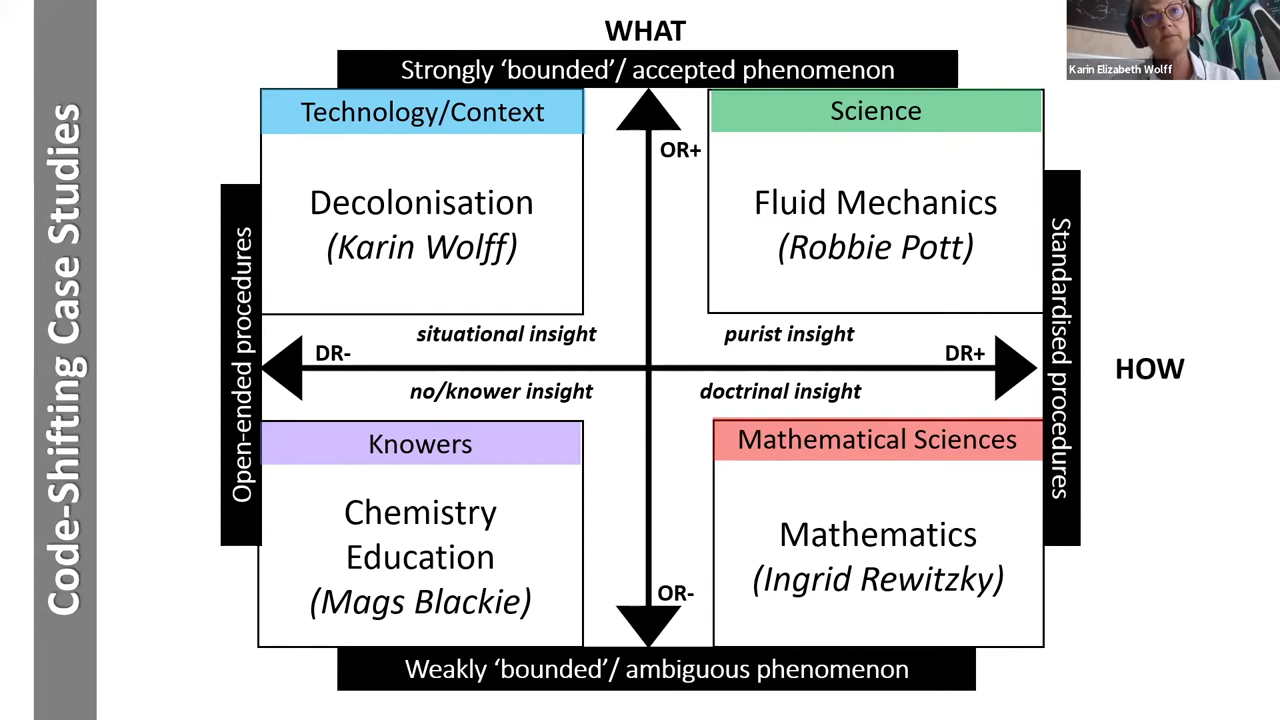 Code-Shifting Case Studies
WHAT
Strongly ‘bounded’/ accepted phenomenon
Karin Elizabeth Wolff
Technology/Context
Decolonisation
(Karin Wolff)
OR+
Science
Fluid Mechanics
(Robbie Pott)
Open-ended procedures
Standardised procedures
situational insight
purist insight
DR-
DR+
HOW
no/knower insight
doctrinal insight
Knowers
Chemistry
Education
(Mags Blackie)
OR-
Mathematical Sciences
Mathematics
(Ingrid Rewitzky)
Weakly ‘bounded’/ ambiguous phenomenon